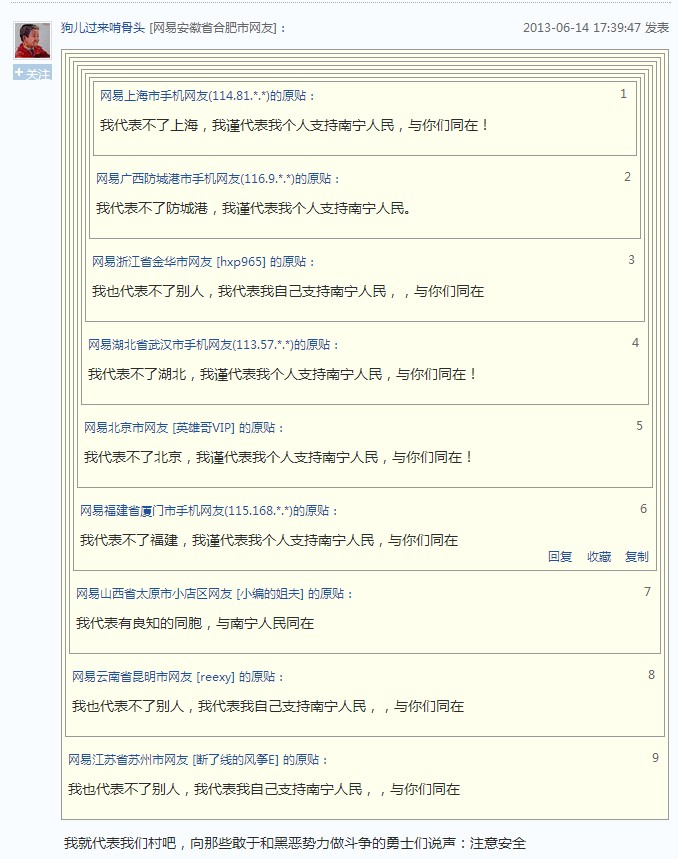 狗儿过来啃骨头 [网易安徽省合肥市网友]： 2013-06-14 17:39:47 发表
+关注
网易上海市手机网友(114.81.*.*)的原贴： 1
我代表不了上海，我谨代表我个人支持南宁人民，与你们同在！
网易广西防城港市手机网友(116.9.*.*)的原贴： 2
我代表不了防城港，我谨代表我个人支持南宁人民。
网易浙江省金华市网友 [hxp965] 的原贴： 3
我也代表不了别人，我代表我自己支持南宁人民，，与你们同在
网易湖北省武汉市手机网友(113.57.*.*)的原贴： 4
我代表不了湖北，我谨代表我个人支持南宁人民，与你们同在！
网易北京市网友 [英雄哥VIP] 的原贴： 5
我代表不了北京，我谨代表我个人支持南宁人民，与你们同在！
网易福建省厦门市手机网友(115.168.*.*)的原贴： 6
我代表不了福建，我谨代表我个人支持南宁人民，与你们同在
回复 收藏 复制
网易山西省太原市小店区网友 [小编的姐夫] 的原贴： 7
我代表有良知的同胞，与南宁人民同在
网易云南省昆明市网友 [reexy] 的原贴： 8
我也代表不了别人，我代表我自己支持南宁人民，，与你们同在
网易江苏省苏州市网友 [断了线的风筝E] 的原贴： 9
我也代表不了别人，我代表我自己支持南宁人民，，与你们同在
我就代表我们村吧，向那些敢于和黑恶势力做斗争的勇士们说声：注意安全